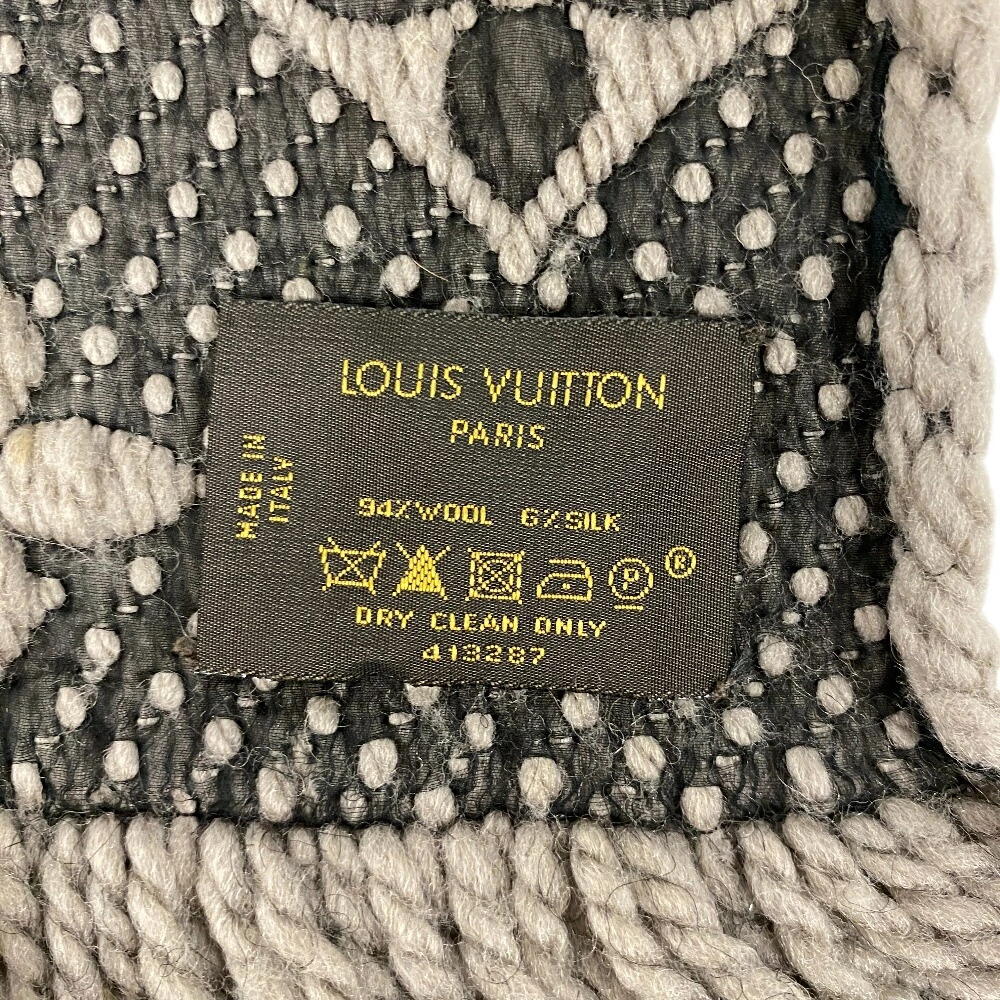 LOUIS VUITTON
PARIS
MADE IN
ITALY
94%WOOL 6%SILK
P ®
DRY CLEAN ONLY
413287